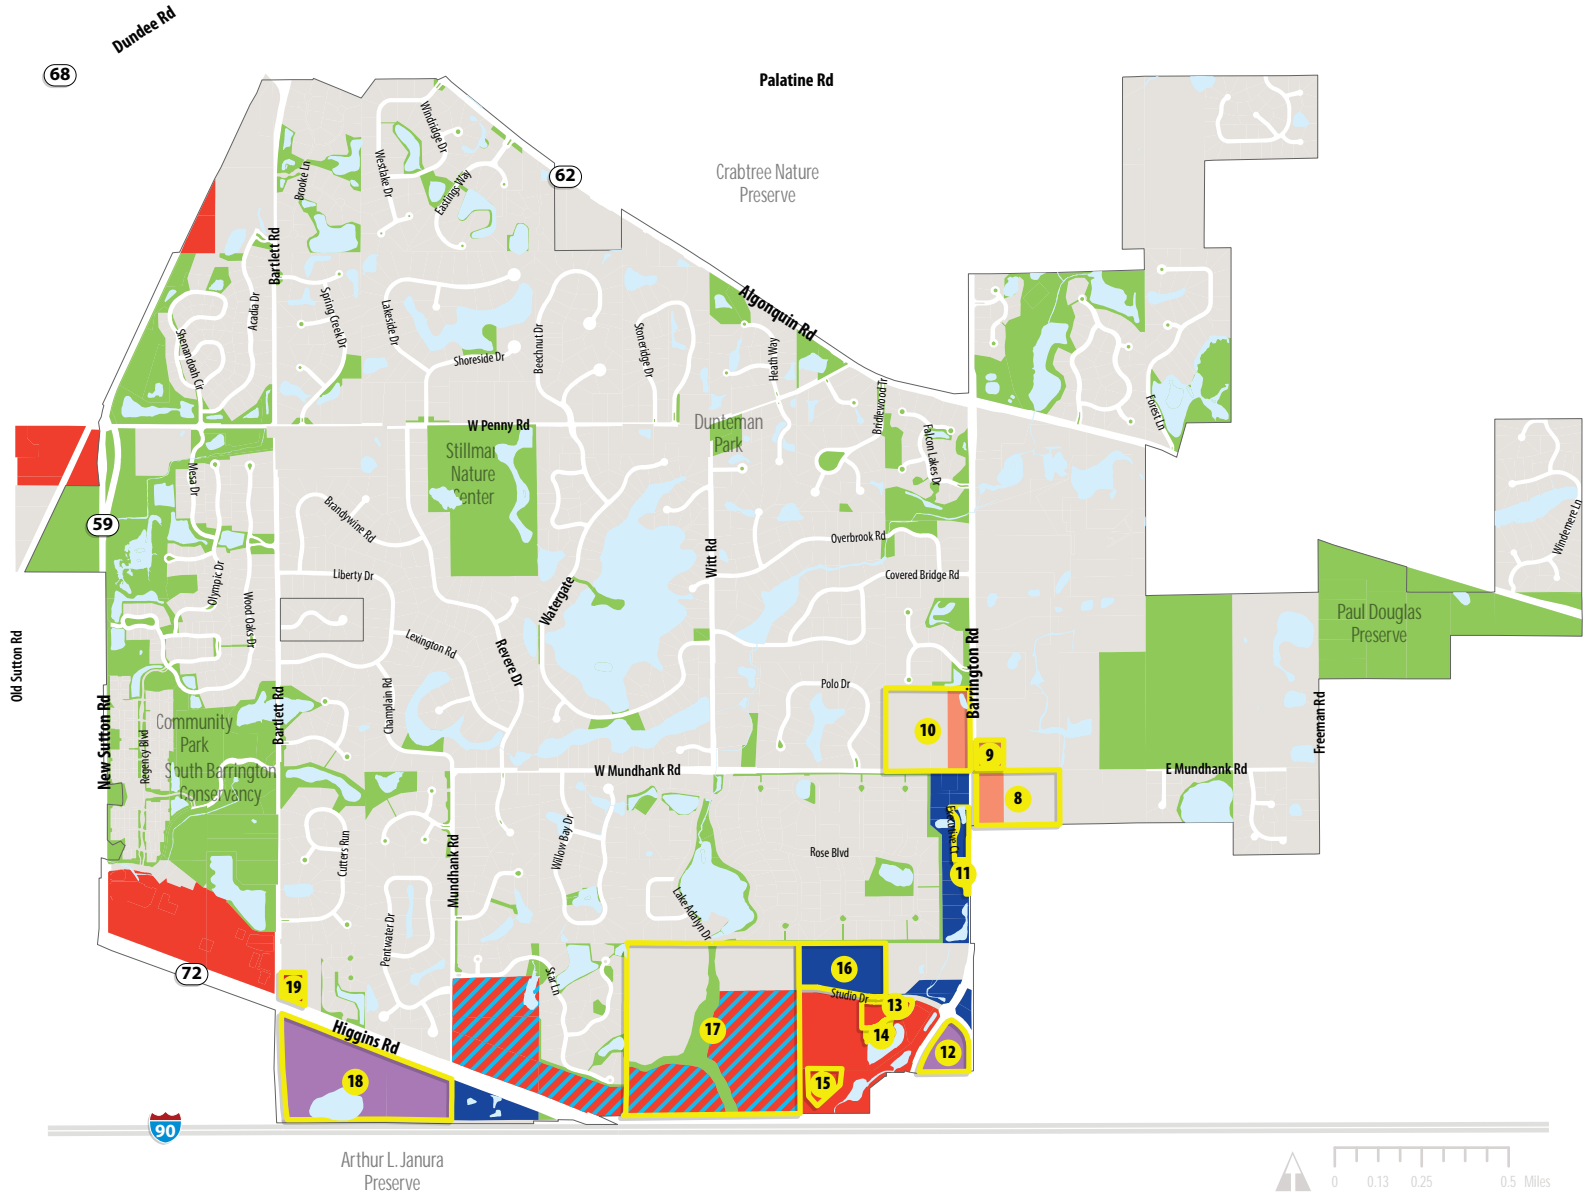 Dundee Rd
68
Palatine Rd
Windridge Dr
Westlake Dr
Brooke Ln
Eastings Way
62
Crabtree Nature
Preserve
Bartlett Rd
Acadia Dr
Spring Creek Dr
Lakeside Dr
Shenandoah Cir
Shoreside Dr
Beechnut Dr
Stoneridge Dr
Algonquin Rd
Heath Way
Bridlewood Tr
Forest Ln
W Penny Rd
Dunteman
Park
Falcon Lakes Dr
Stillman
Nature
Center
Mesa Dr
59
Brandywine Rd
Windemere Ln
Overbrook Rd
Witt Rd
Liberty Dr
Covered Bridge Rd
Olympic Dr
Wood Oaks Dr
Watergate
Paul Douglas
Preserve
Lexington Rd
Revere Dr
Old Sutton Rd
Barrington Rd
Polo Dr
Champlain Rd
Bartlett Rd
New Sutton Rd
Regency Blvd
Community
Park
South Barrington
Conservancy
Freeman Rd
10
9
W Mundhank Rd
E Mundhank Rd
8
Executive Ct
Willow Bay Dr
Cutters Run
Rose Blvd
Mundhank Rd
11
Lake Adalyn Dr
Pentwater Dr
72
19
Star Ln
16
Studio Dr
13
17
14
12
Higgins Rd
18
15
90
Arthur L. Janura
Preserve
0 0.13 0.25 0.5 Miles